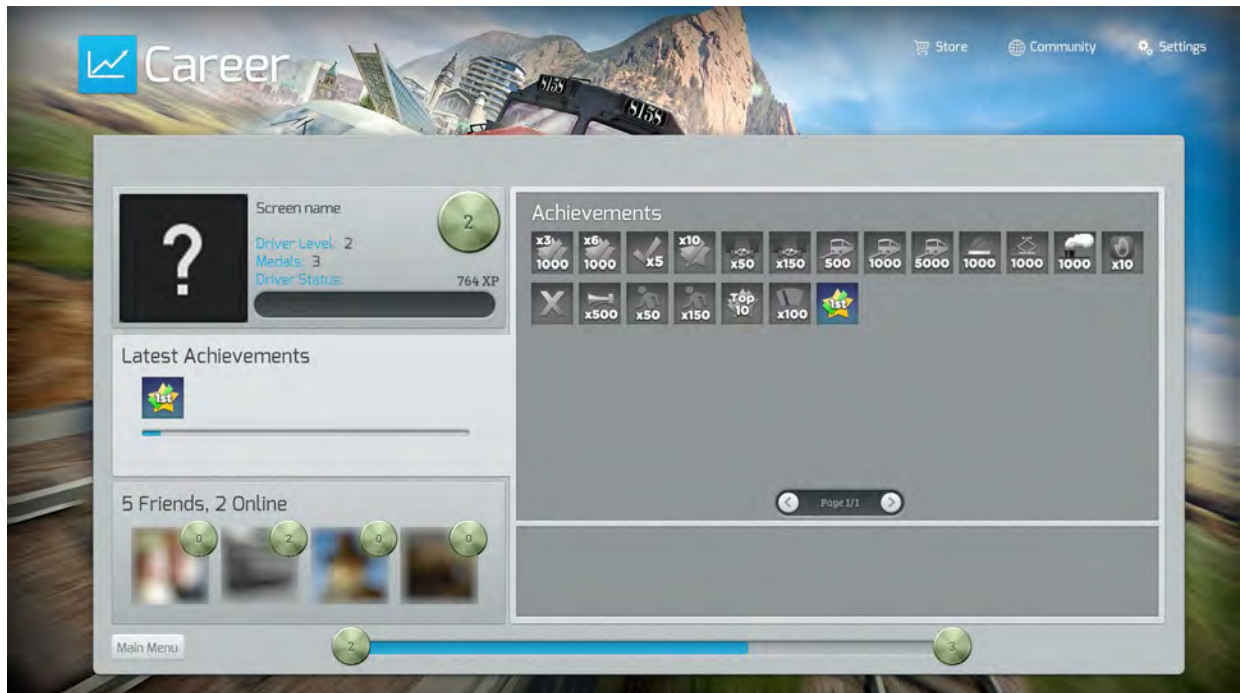 Career
Store
Community
Settings
8158
8158
Screen name
2
Driver Level: 2
Medals: 3
Driver Status:
764 XP
Latest Achievements
1st
5 Friends, 2 Online
0
2
0
0
Achievements
x3 1000
x6 1000
x5
x10
x50
x150
500
1000
5000
1000
1000
1000
x10
x500
x50
x150
Top 10
x100
1st
Page 1/1
Main Menu
2
3